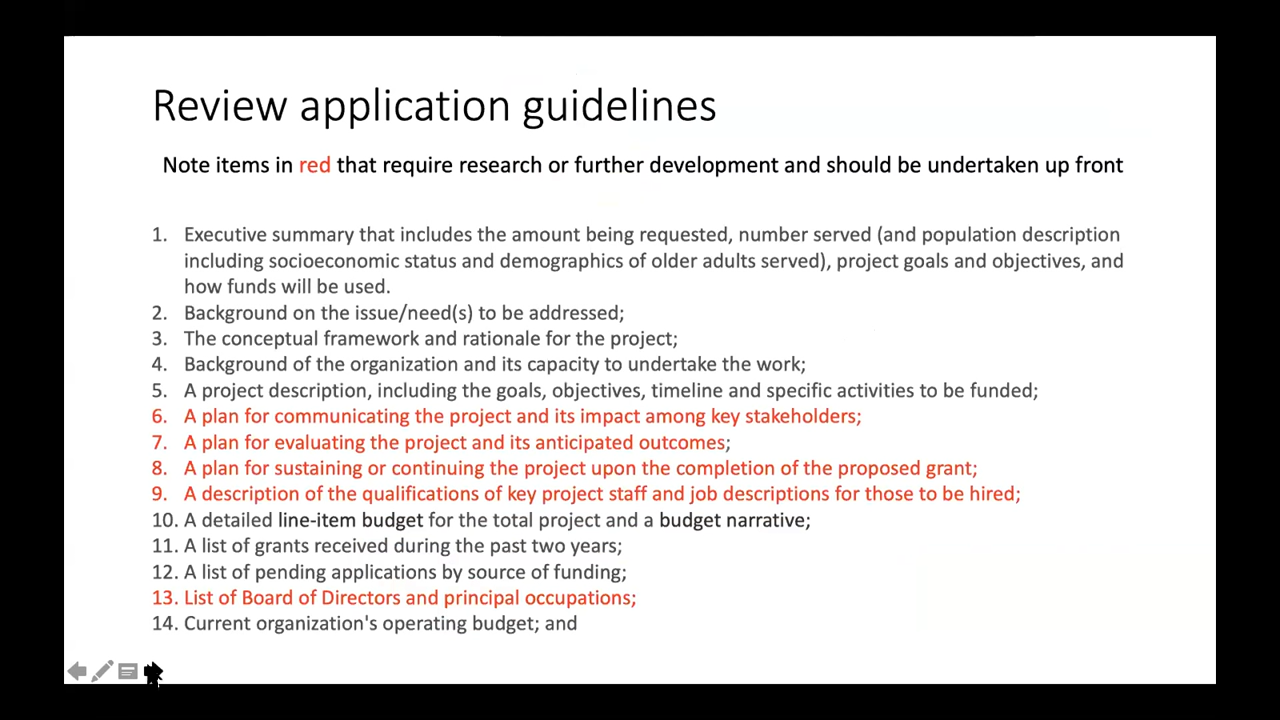 Review application guidelines
Note items in red that require research or further development and should be undertaken up front
1. Executive summary that includes the amount being requested, number served (and population description
including socioeconomic status and demographics of older adults served), project goals and objectives, and
how funds will be used.
2. Background on the issue/need(s) to be addressed;
3. The conceptual framework and rationale for the project;
4. Background of the organization and its capacity to undertake the work;
5. A project description, including the goals, objectives, timeline and specific activities to be funded;
6. A plan for communicating the project and its impact among key stakeholders;
7. A plan for evaluating the project and its anticipated outcomes;
8. A plan for sustaining or continuing the project upon the completion of the proposed grant;
9. A description of the qualifications of key project staff and job descriptions for those to be hired;
10. A detailed line-item budget for the total project and a budget narrative;
11. A list of grants received during the past two years;
12. A list of pending applications by source of funding;
13. List of Board of Directors and principal occupations;
14. Current organization's operating budget; and